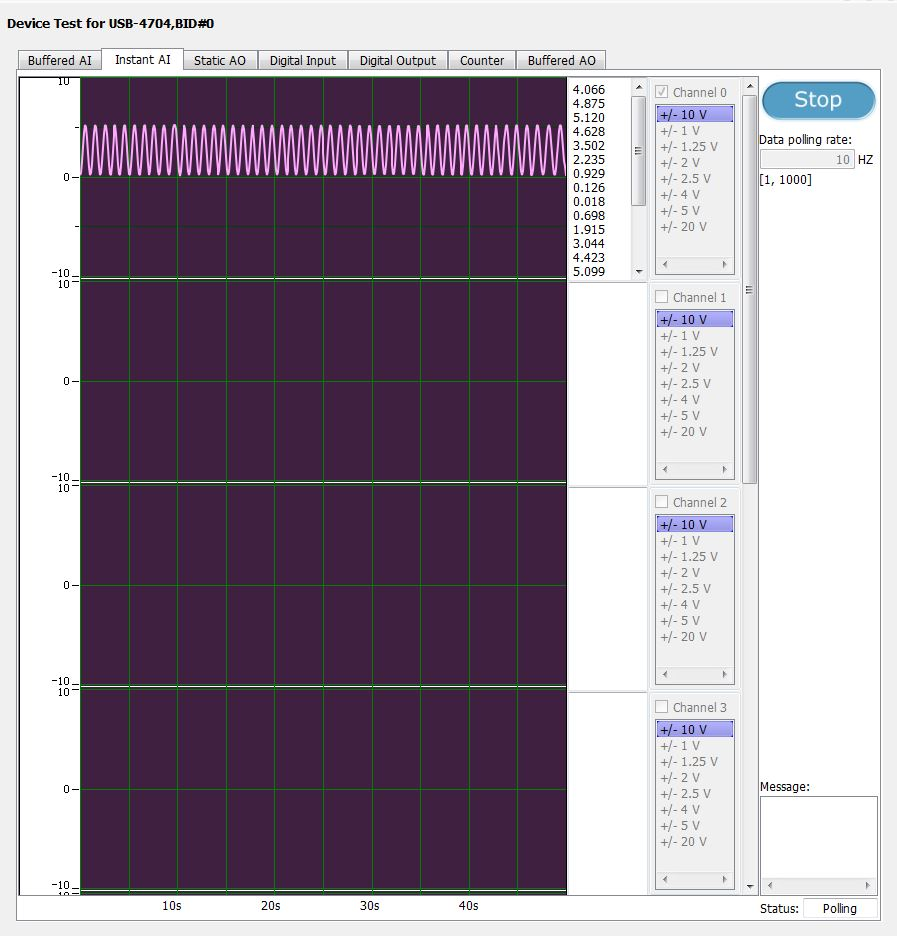 Device Test for USB-4704,BID#0
Buffered AI Instant AI Static AO Digital Input Digital Output Counter Buffered AO
10
0
-10
10
0
-10
10
0
-10
10
0
-10
10s 20s 30s 40s
4.066
4.875
5.120
4.628
3.502
2.235
0.929
0.126
0.018
0.698
1.915
3.044
4.423
5.099
Channel 0
+/- 10 V
+/- 1 V
+/- 1.25 V
+/- 2 V
+/- 2.5 V
+/- 4 V
+/- 5 V
+/- 20 V
Channel 1
+/- 10 V
+/- 1 V
+/- 1.25 V
+/- 2 V
+/- 2.5 V
+/- 4 V
+/- 5 V
+/- 20 V
Channel 2
+/- 10 V
+/- 1 V
+/- 1.25 V
+/- 2 V
+/- 2.5 V
+/- 4 V
+/- 5 V
+/- 20 V
Channel 3
+/- 10 V
+/- 1 V
+/- 1.25 V
+/- 2 V
+/- 2.5 V
+/- 4 V
+/- 5 V
+/- 20 V
Stop
Data polling rate:
10 HZ
[1, 1000]
Message:
Status: Polling